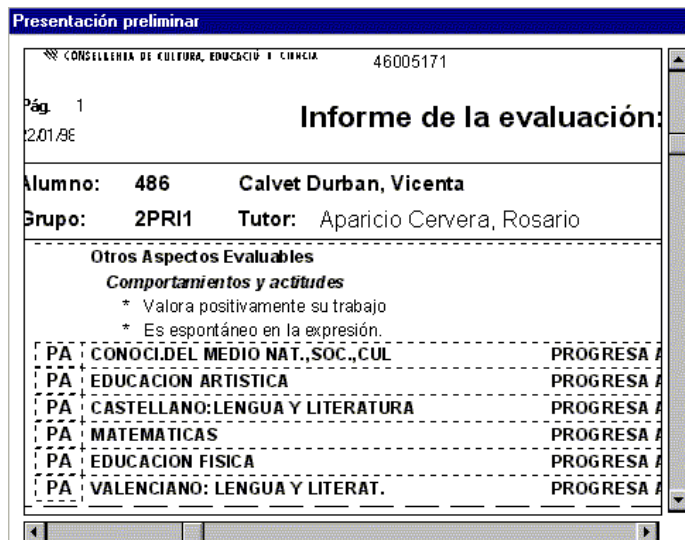 Presentación preliminar
CONSELLERIA DE CULTURA, EDUCACIÓ I CIENCIA 46005171
Pág. 1
22/01/98
Informe de la evaluación:
Alumno: 486 Calvet Durban, Vicenta
Grupo: 2PRI1 Tutor: Aparicio Cervera, Rosario
Otros Aspectos Evaluables
Comportamientos y actitudes
* Valora positivamente su trabajo
* Es espontáneo en la expresión.
PA CONOCI.DEL MEDIO NAT.,SOC.,CUL PROGRESA A
PA EDUCACION ARTISTICA PROGRESA A
PA CASTELLANO:LENGUA Y LITERATURA PROGRESA A
PA MATEMATICAS PROGRESA A
PA EDUCACION FISICA PROGRESA A
PA VALENCIANO: LENGUA Y LITERAT. PROGRESA A